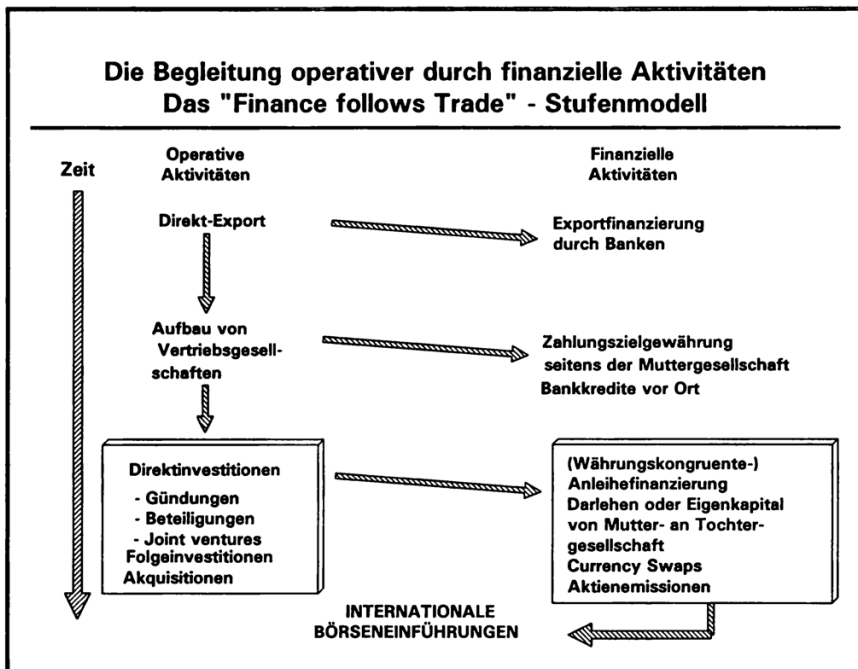 Die Begleitung operativer durch finanzielle Aktivitäten
Das "Finance follows Trade" - Stufenmodell
Zeit
Operative
Aktivitäten
Finanzielle
Aktivitäten
Direkt-Export
Exportfinanzierung
durch Banken
Aufbau von
Vertriebsgesell-
schaften
Zahlungszielgewährung
seitens der Muttergesellschaft
Bankkredite vor Ort
Direktinvestitionen
- Gündungen
- Beteiligungen
- Joint ventures
Folgeinvestitionen
Akquisitionen
(Währungskongruente-)
Anleihefinanzierung
Darlehen oder Eigenkapital
von Mutter- an Tochter-
gesellschaft
Currency Swaps
Aktienemissionen
INTERNATIONALE
BÖRSENEINFÜHRUNGEN